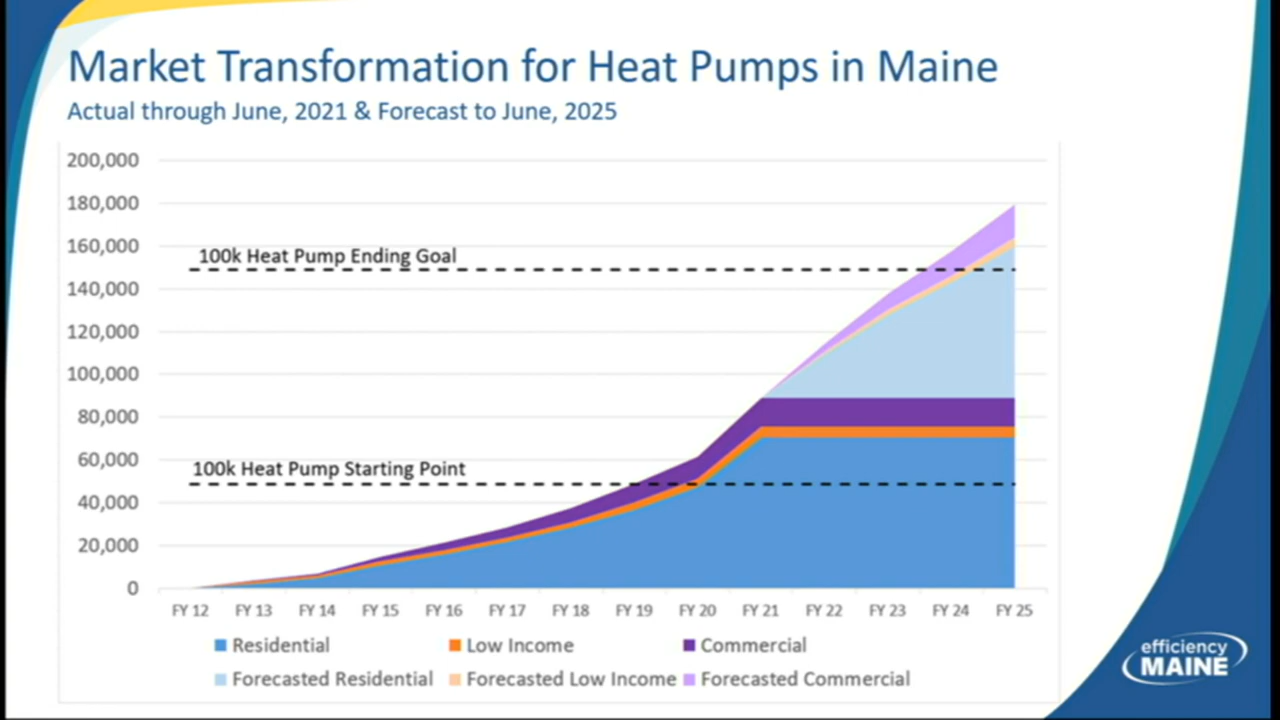 Market Transformation for Heat Pumps in Maine
Actual through June, 2021 & Forecast to June, 2025
200,000
180,000
160,000
100k Heat Pump Ending Goal
140,000
120,000
100,000
80,000
60,000
100k Heat Pump Starting Point
40,000
20,000
0
FY 12 FY 13 FY 14 FY 15 FY 16 FY 17 FY 18 FY 19 FY 20 FY 21 FY 22 FY 23 FY 24 FY 25
Residential Low Income Commercial
Forecasted Residential Forecasted Low Income Forecasted Commercial
efficiency
MAINE